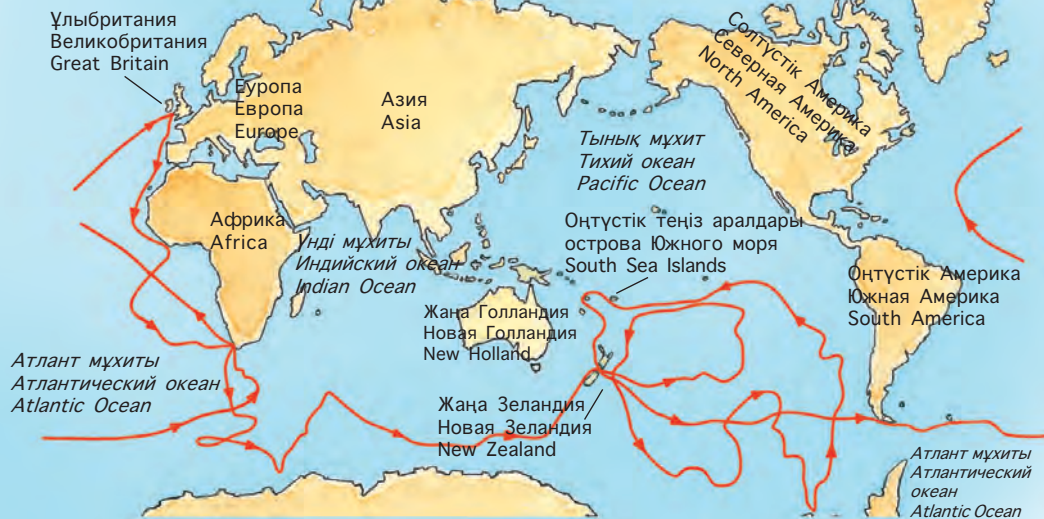 Ұлыбритания
Великобритания
Great Britain
Еуропа
Европа
Europe
Азия
Asia
Солтүстік Америка
Северная Америка
North America
Тынық мұхит
Тихий океан
Pacific Ocean
Африка
Africa
Үнді мұхиты
Индийский океан
Indian Ocean
Оңтүстік теңіз аралдары
острова Южного моря
South Sea Islands
Оңтүстік Америка
Южная Америка
South America
Жаңа Голландия
Новая Голландия
New Holland
Атлант мұхиты
Атлантический океан
Atlantic Ocean
Жаңа Зеландия
Новая Зеландия
New Zealand
Атлант мұхиты
Атлантический
океан
Atlantic Ocean